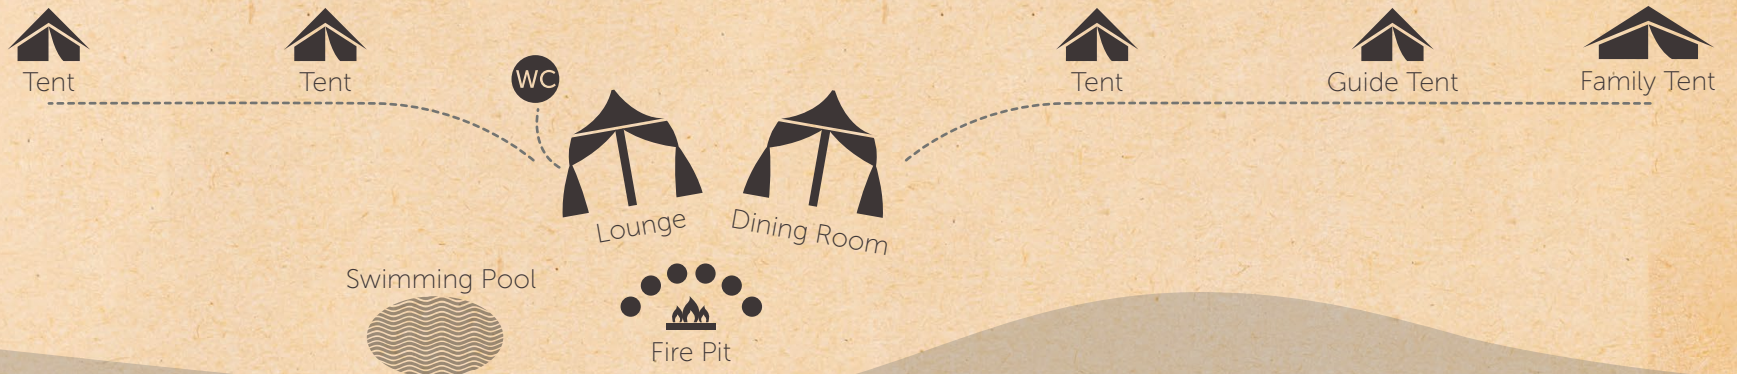 Tent
Tent
WC
Tent
Guide Tent
Family Tent
Lounge
Dining Room
Swimming Pool
Fire Pit